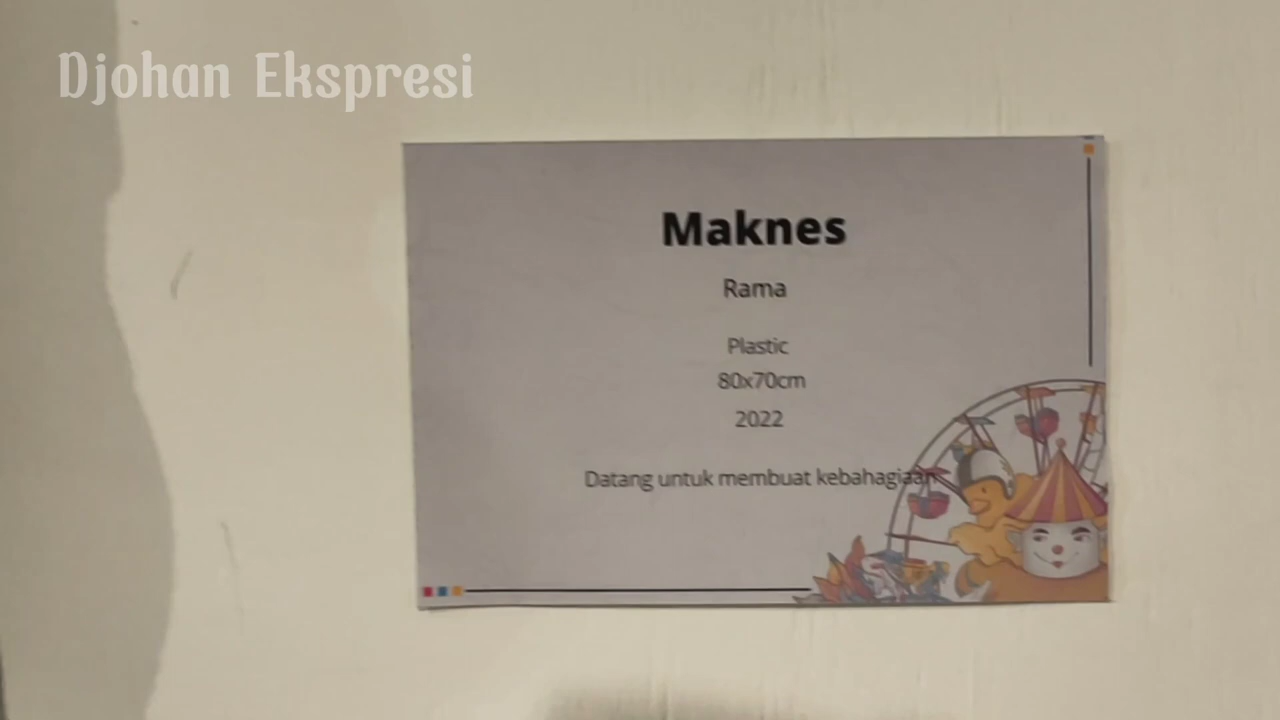 Djohan Ekspresi
Maknes
Rama
Plastic
80x70cm
2022
Datang untuk membuat kebahagiaan